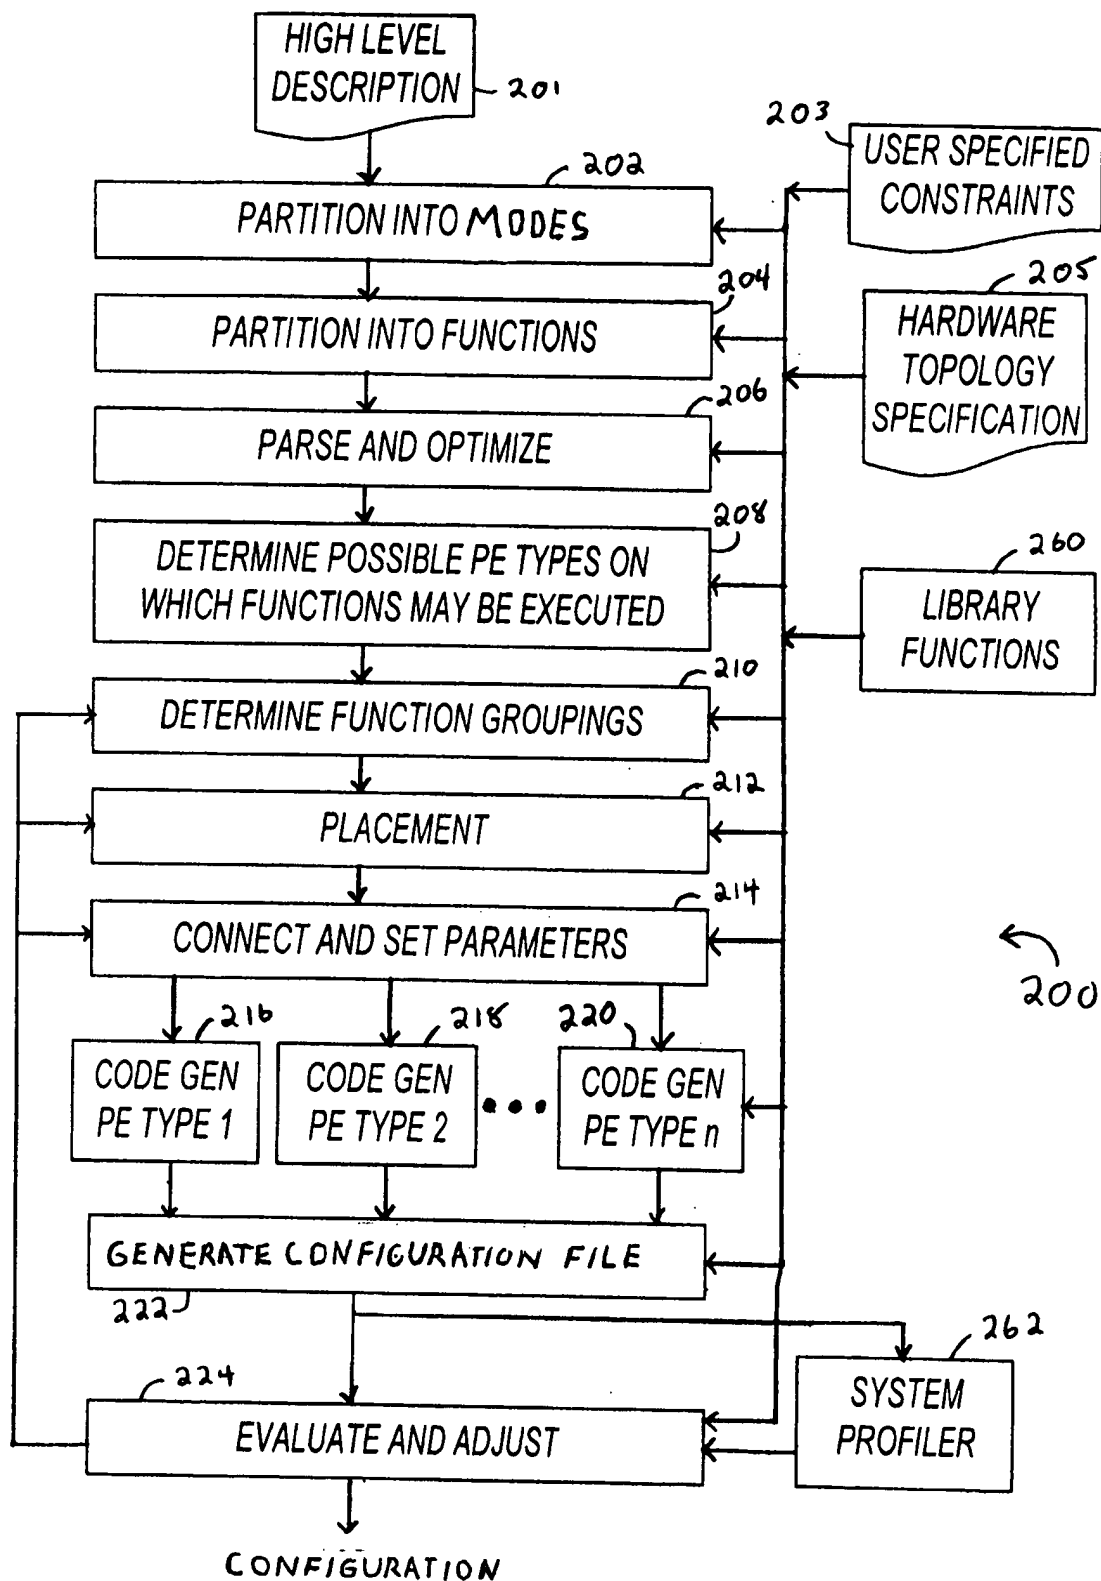 HIGH LEVEL
DESCRIPTION
201
203
USER SPECIFIED
CONSTRAINTS
202
PARTITION INTO MODES
204
PARTITION INTO FUNCTIONS
205
HARDWARE
TOPOLOGY
SPECIFICATION
206
PARSE AND OPTIMIZE
208
DETERMINE POSSIBLE PE TYPES ON
WHICH FUNCTIONS MAY BE EXECUTED
260
LIBRARY
FUNCTIONS
210
DETERMINE FUNCTION GROUPINGS
212
PLACEMENT
214
CONNECT AND SET PARAMETERS
200
216
CODE GEN
PE TYPE 1
218
CODE GEN
PE TYPE 2
220
CODE GEN
PE TYPE n
GENERATE CONFIGURATION FILE
222
262
SYSTEM
PROFILER
224
EVALUATE AND ADJUST
CONFIGURATION